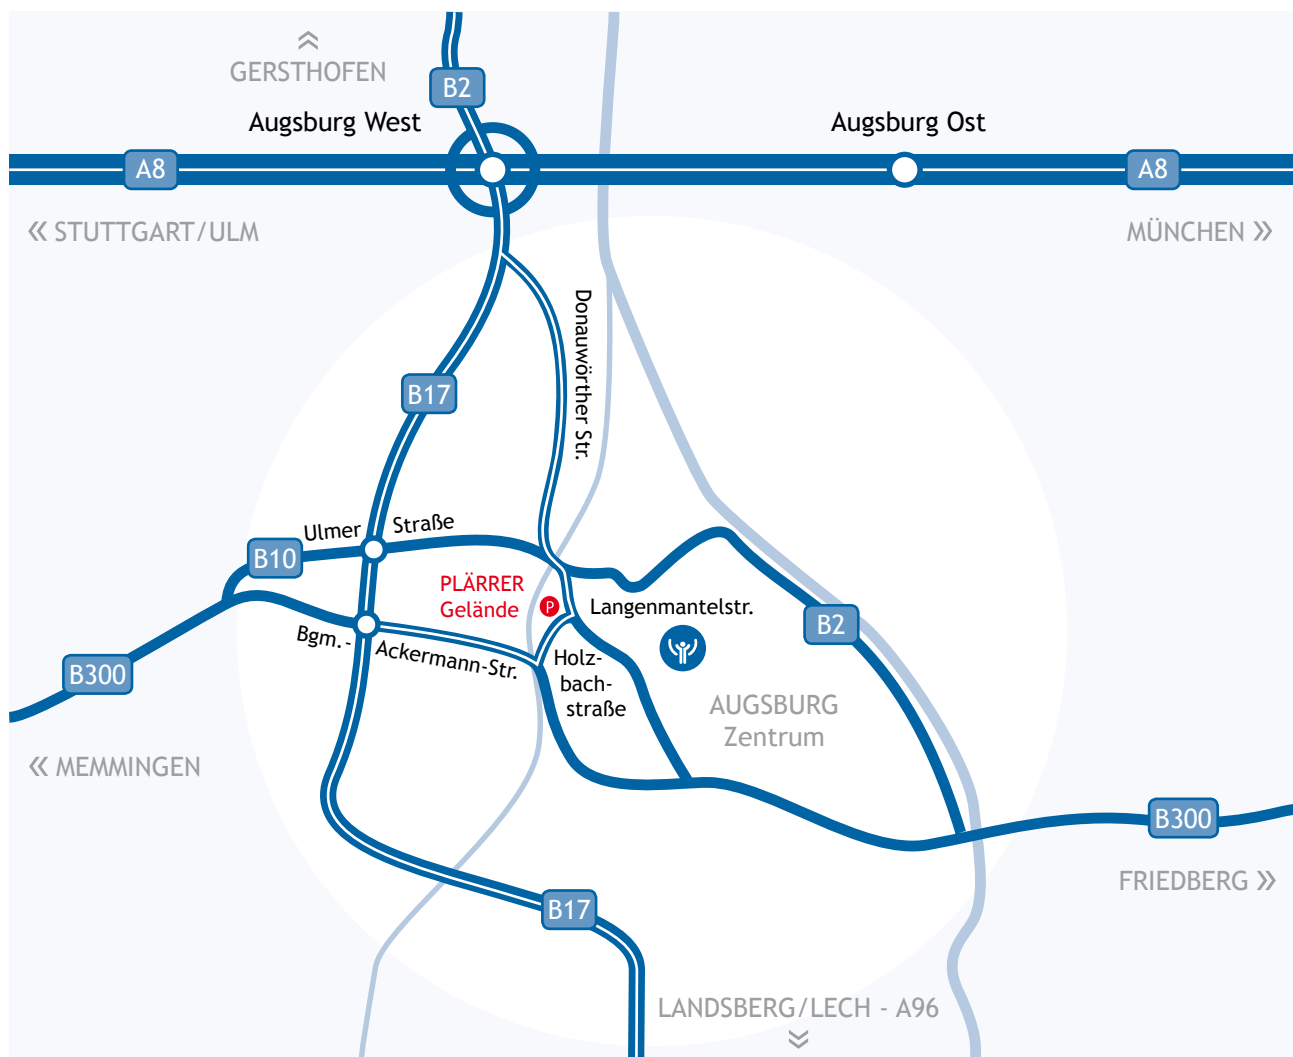 GERSTHOFEN
B2
Augsburg West
Augsburg Ost
A8
A8
« STUTTGART/ULM
MÜNCHEN »
Donauwörther Str.
B17
Ulmer Straße
B10
PLÄRRER
Gelände
P
Langenmantelstr.
B2
Bgm.- Ackermann-Str.
Holz-
bach-
straße
B300
AUGSBURG
Zentrum
« MEMMINGEN
B300
FRIEDBERG »
B17
LANDSBERG/LECH - A96